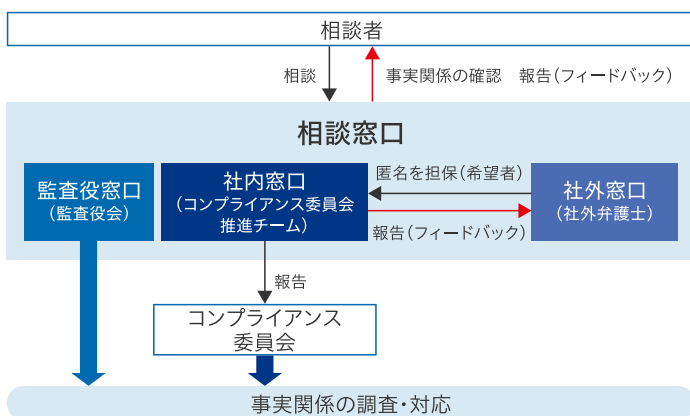 相談者
相談
事実関係の確認　報告（フィードバック）
相談窓口
監査役窓口
（監査役会）
社内窓口
（コンプライアンス委員会
推進チーム）
匿名を担保（希望者）
報告（フィードバック）
社外窓口
（社外弁護士）
報告
コンプライアンス
委員会
事実関係の調査・対応